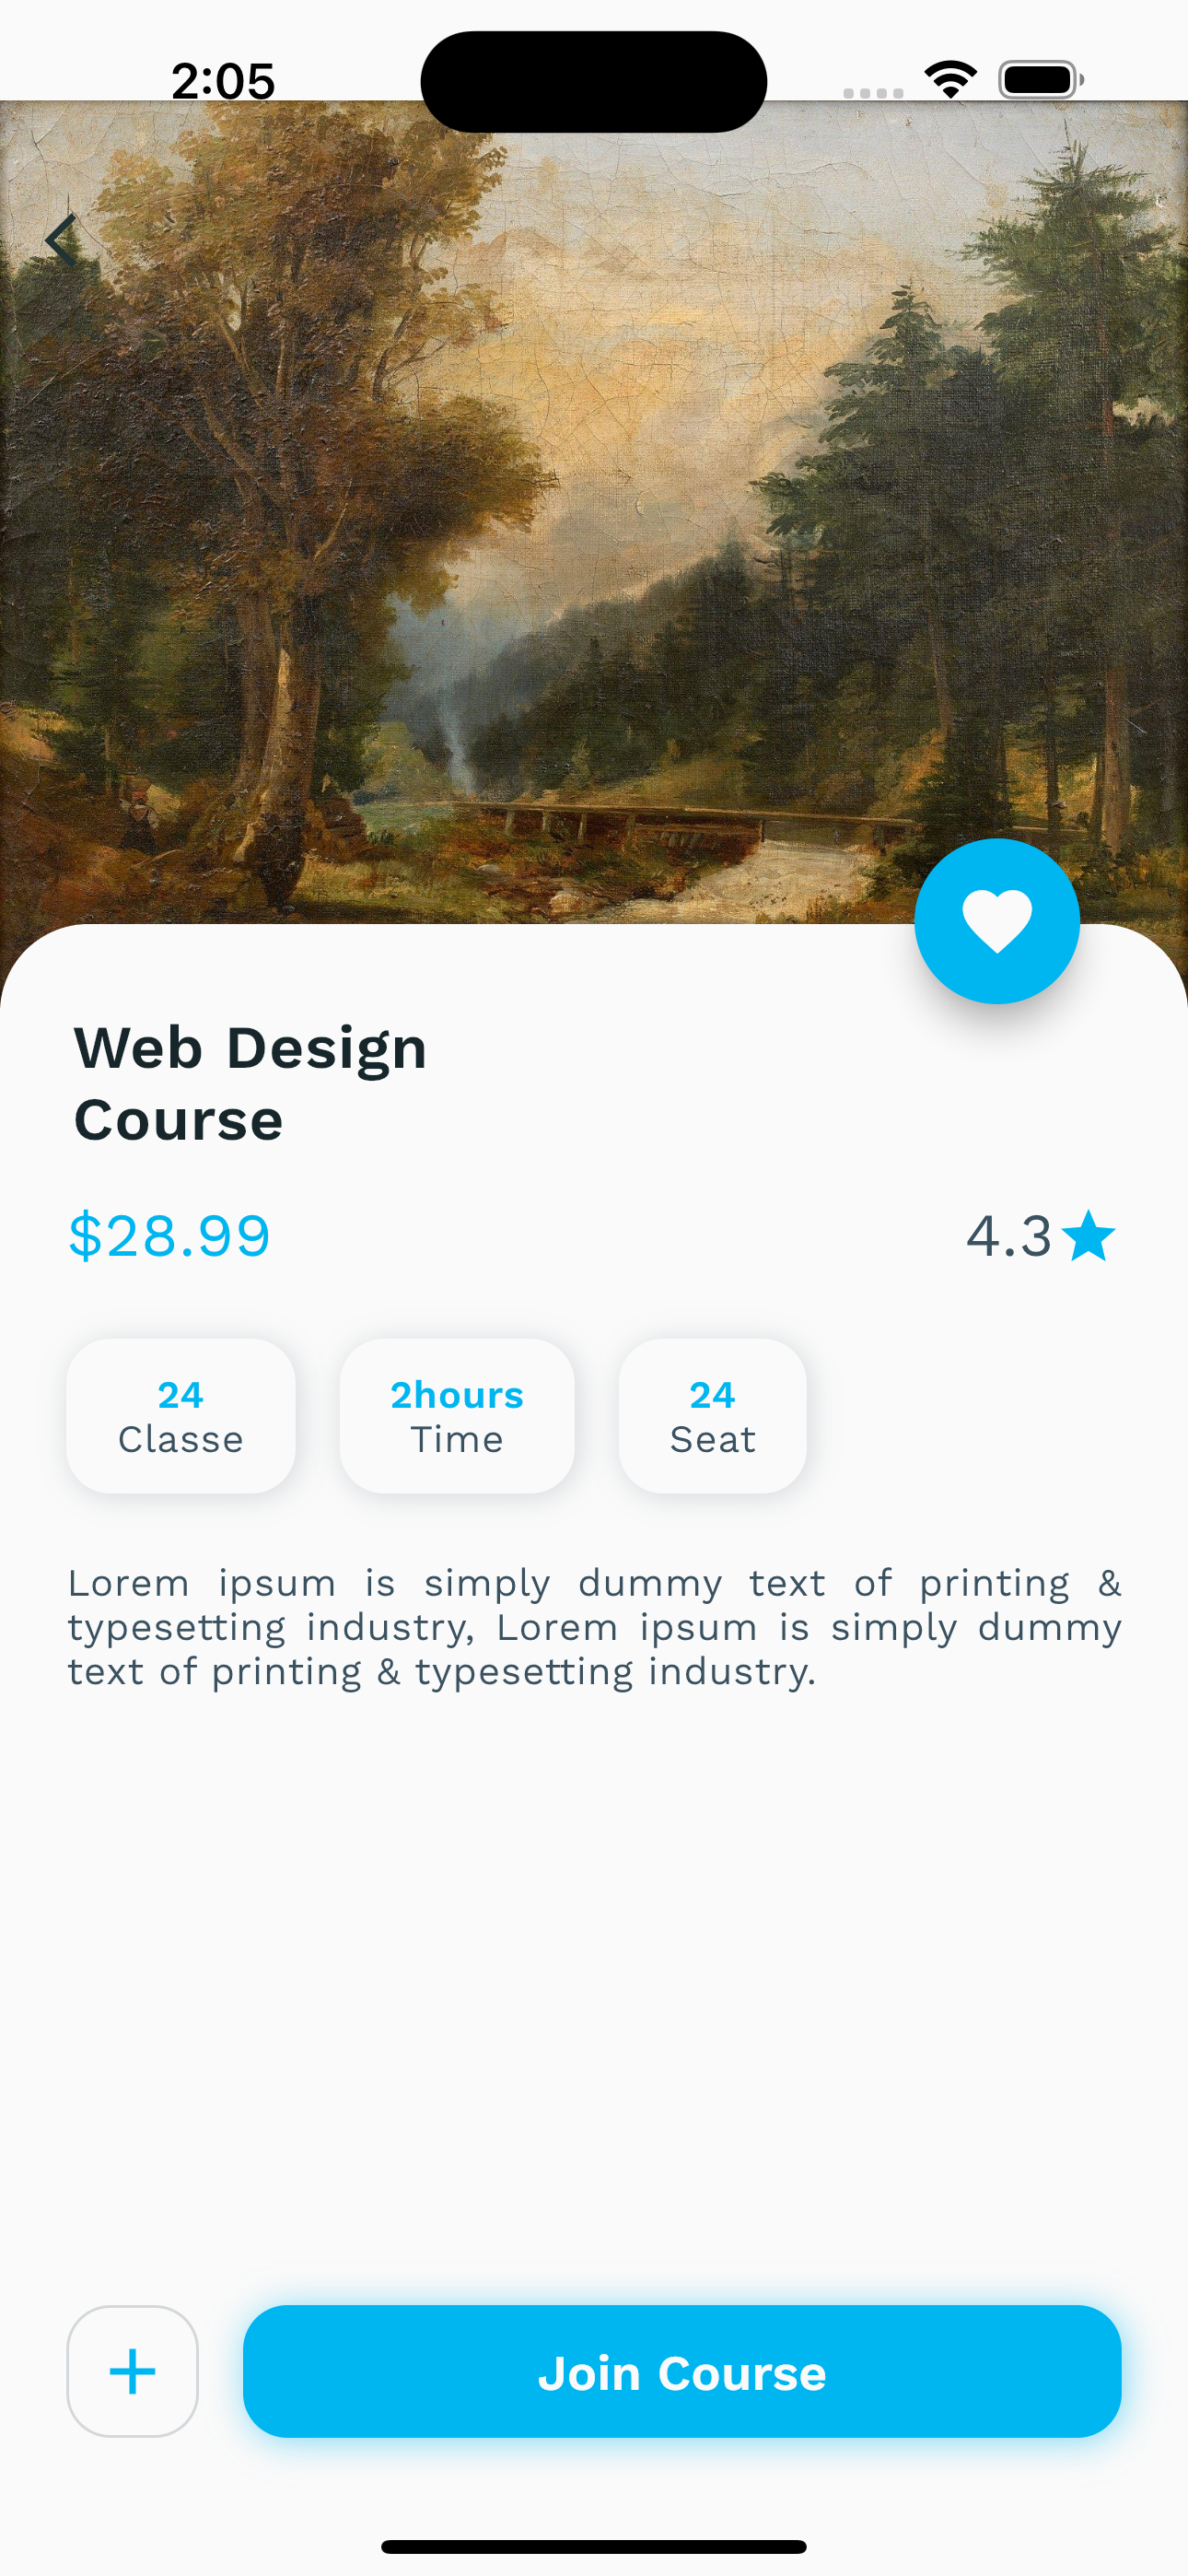 2:05
Web Design
Course
$28.99
4.3
24
Classe
2hours
Time
24
Seat
Lorem ipsum is simply dummy text of printing &
typesetting industry, Lorem ipsum is simply dummy
text of printing & typesetting industry.
Join Course